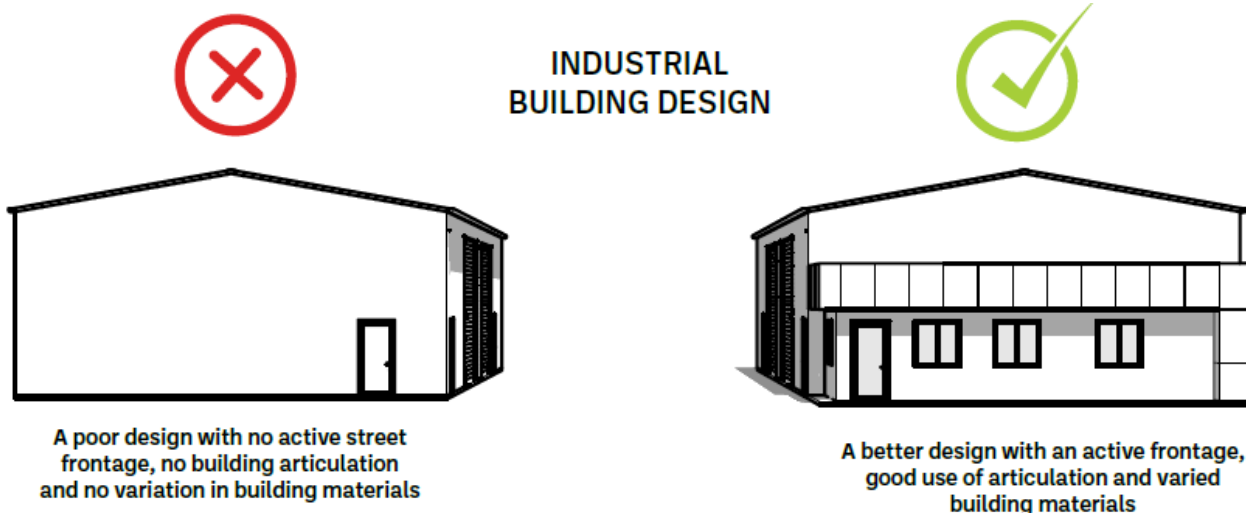 INDUSTRIAL
BUILDING DESIGN
A poor design with no active street
frontage, no building articulation
and no variation in building materials
A better design with an active frontage,
good use of articulation and varied
building materials